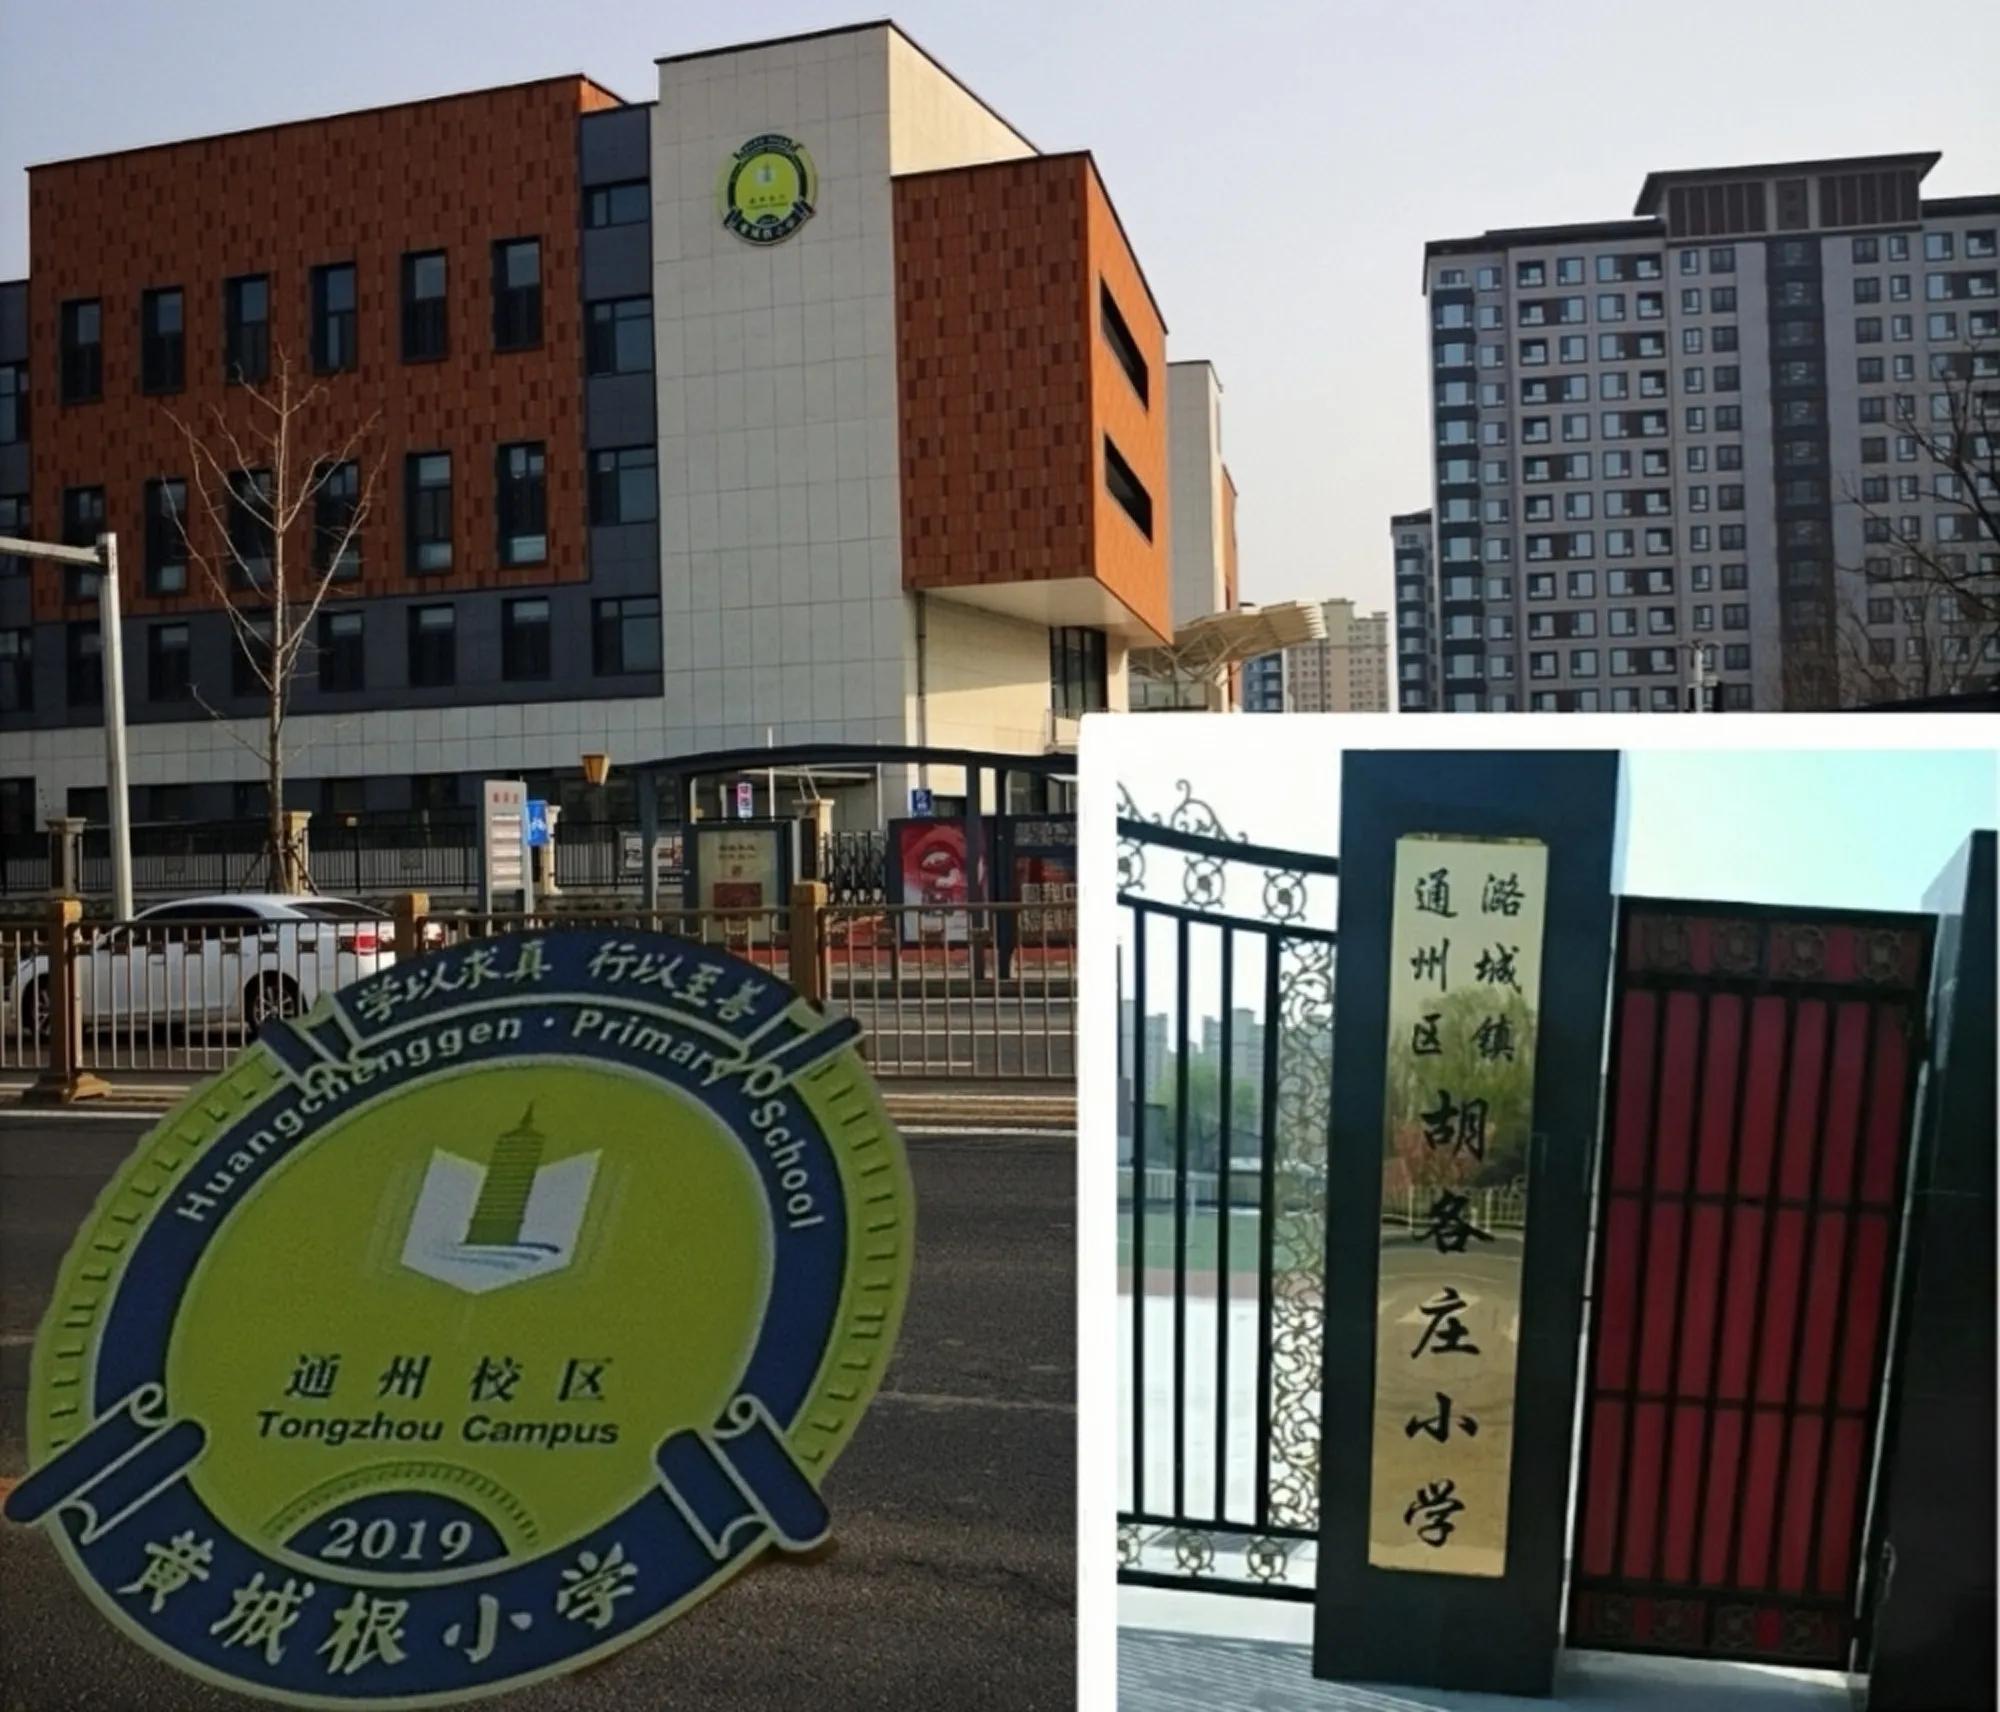 学以求真 行以至善
Huangchenggen · Primary School
通州校区
Tongzhou Campus
2019
黄城根小学
潞城镇
通州区
胡各庄小学